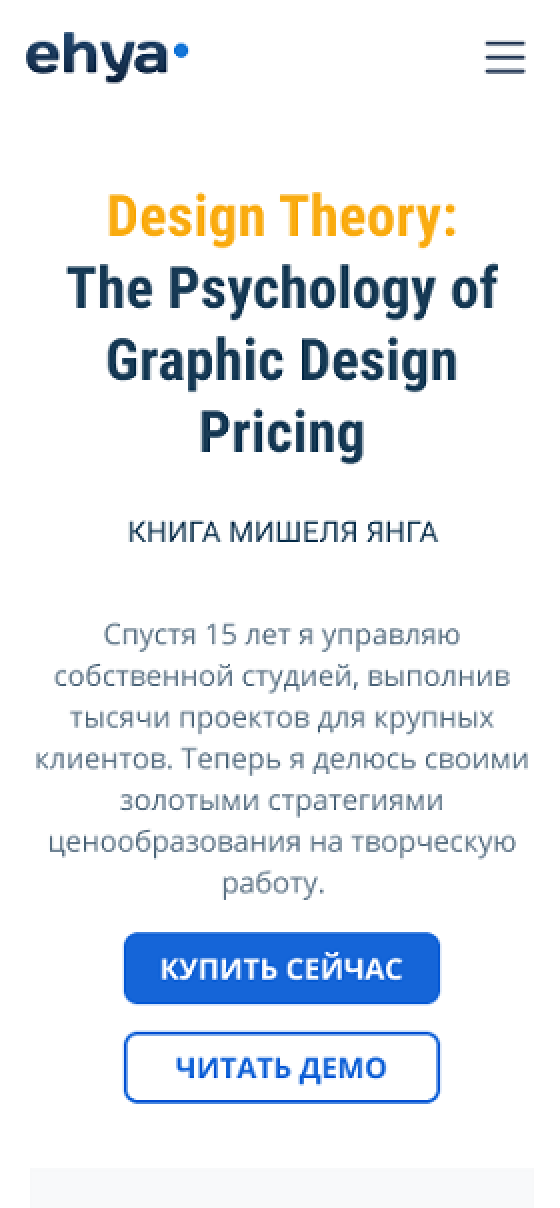 ehya
Design Theory:
The Psychology of
Graphic Design
Pricing
КНИГА МИШЕЛЯ ЯНГА
Спустя 15 лет я управляю
собственной студией, выполнив
тысячи проектов для крупных
клиентов. Теперь я делюсь своими
золотыми стратегиями
ценообразования на творческую
работу.
КУПИТЬ СЕЙЧАС
ЧИТАТЬ ДЕМО